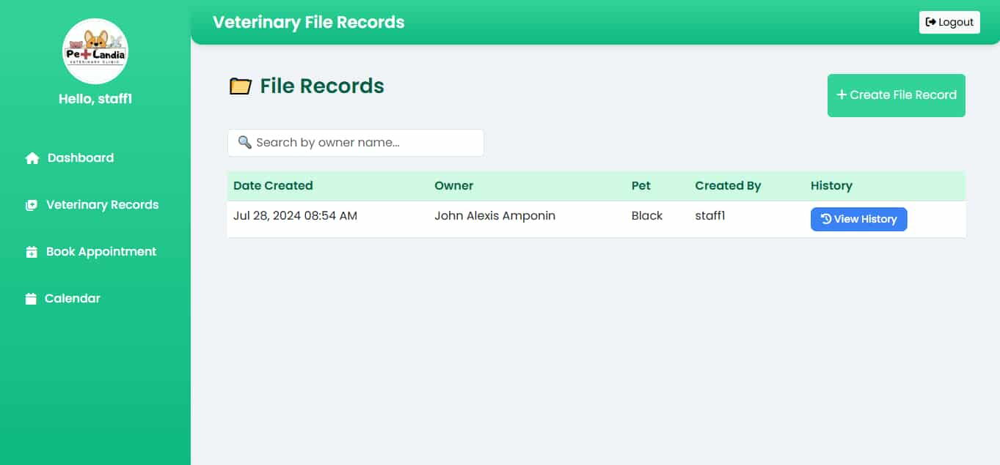 Pe Landia
VETERINARY CLINIC
Hello, staff1
Dashboard
Veterinary Records
Book Appointment
Calendar
Veterinary File Records
Logout
File Records
+ Create File Record
Search by owner name...
Date Created Owner Pet Created By History
Jul 28, 2024 08:54 AM John Alexis Amponin Black staff1 View History